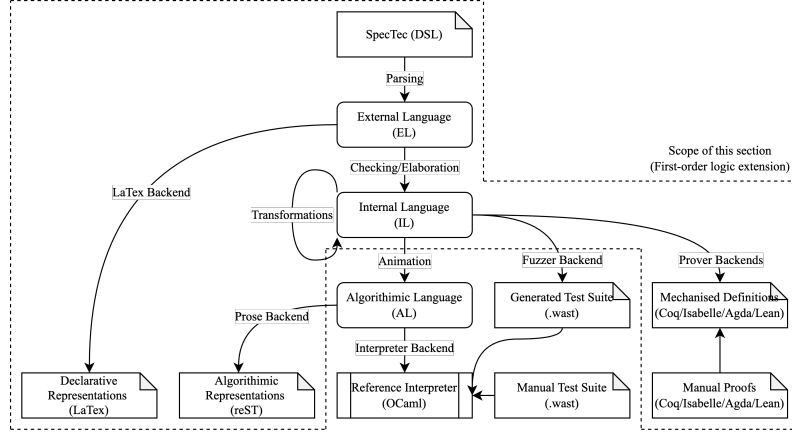 SpecTec (DSL)
Parsing
External Language
(EL)
Scope of this section
(First-order logic extension)
Checking/Elaboration
LaTex Backend
Transformations
Internal Language
(IL)
Animation
Fuzzer Backend
Prover Backends
Algorithimic Language
(AL)
Generated Test Suite
(.wast)
Mechanised Definitions
(Coq/Isabelle/Agda/Lean)
Prose Backend
Interpreter Backend
Declarative
Representations
(LaTex)
Algorithimic
Representations
(reST)
Reference Interpreter
(OCaml)
Manual Test Suite
(.wast)
Manual Proofs
(Coq/Isabelle/Agda/Lean)